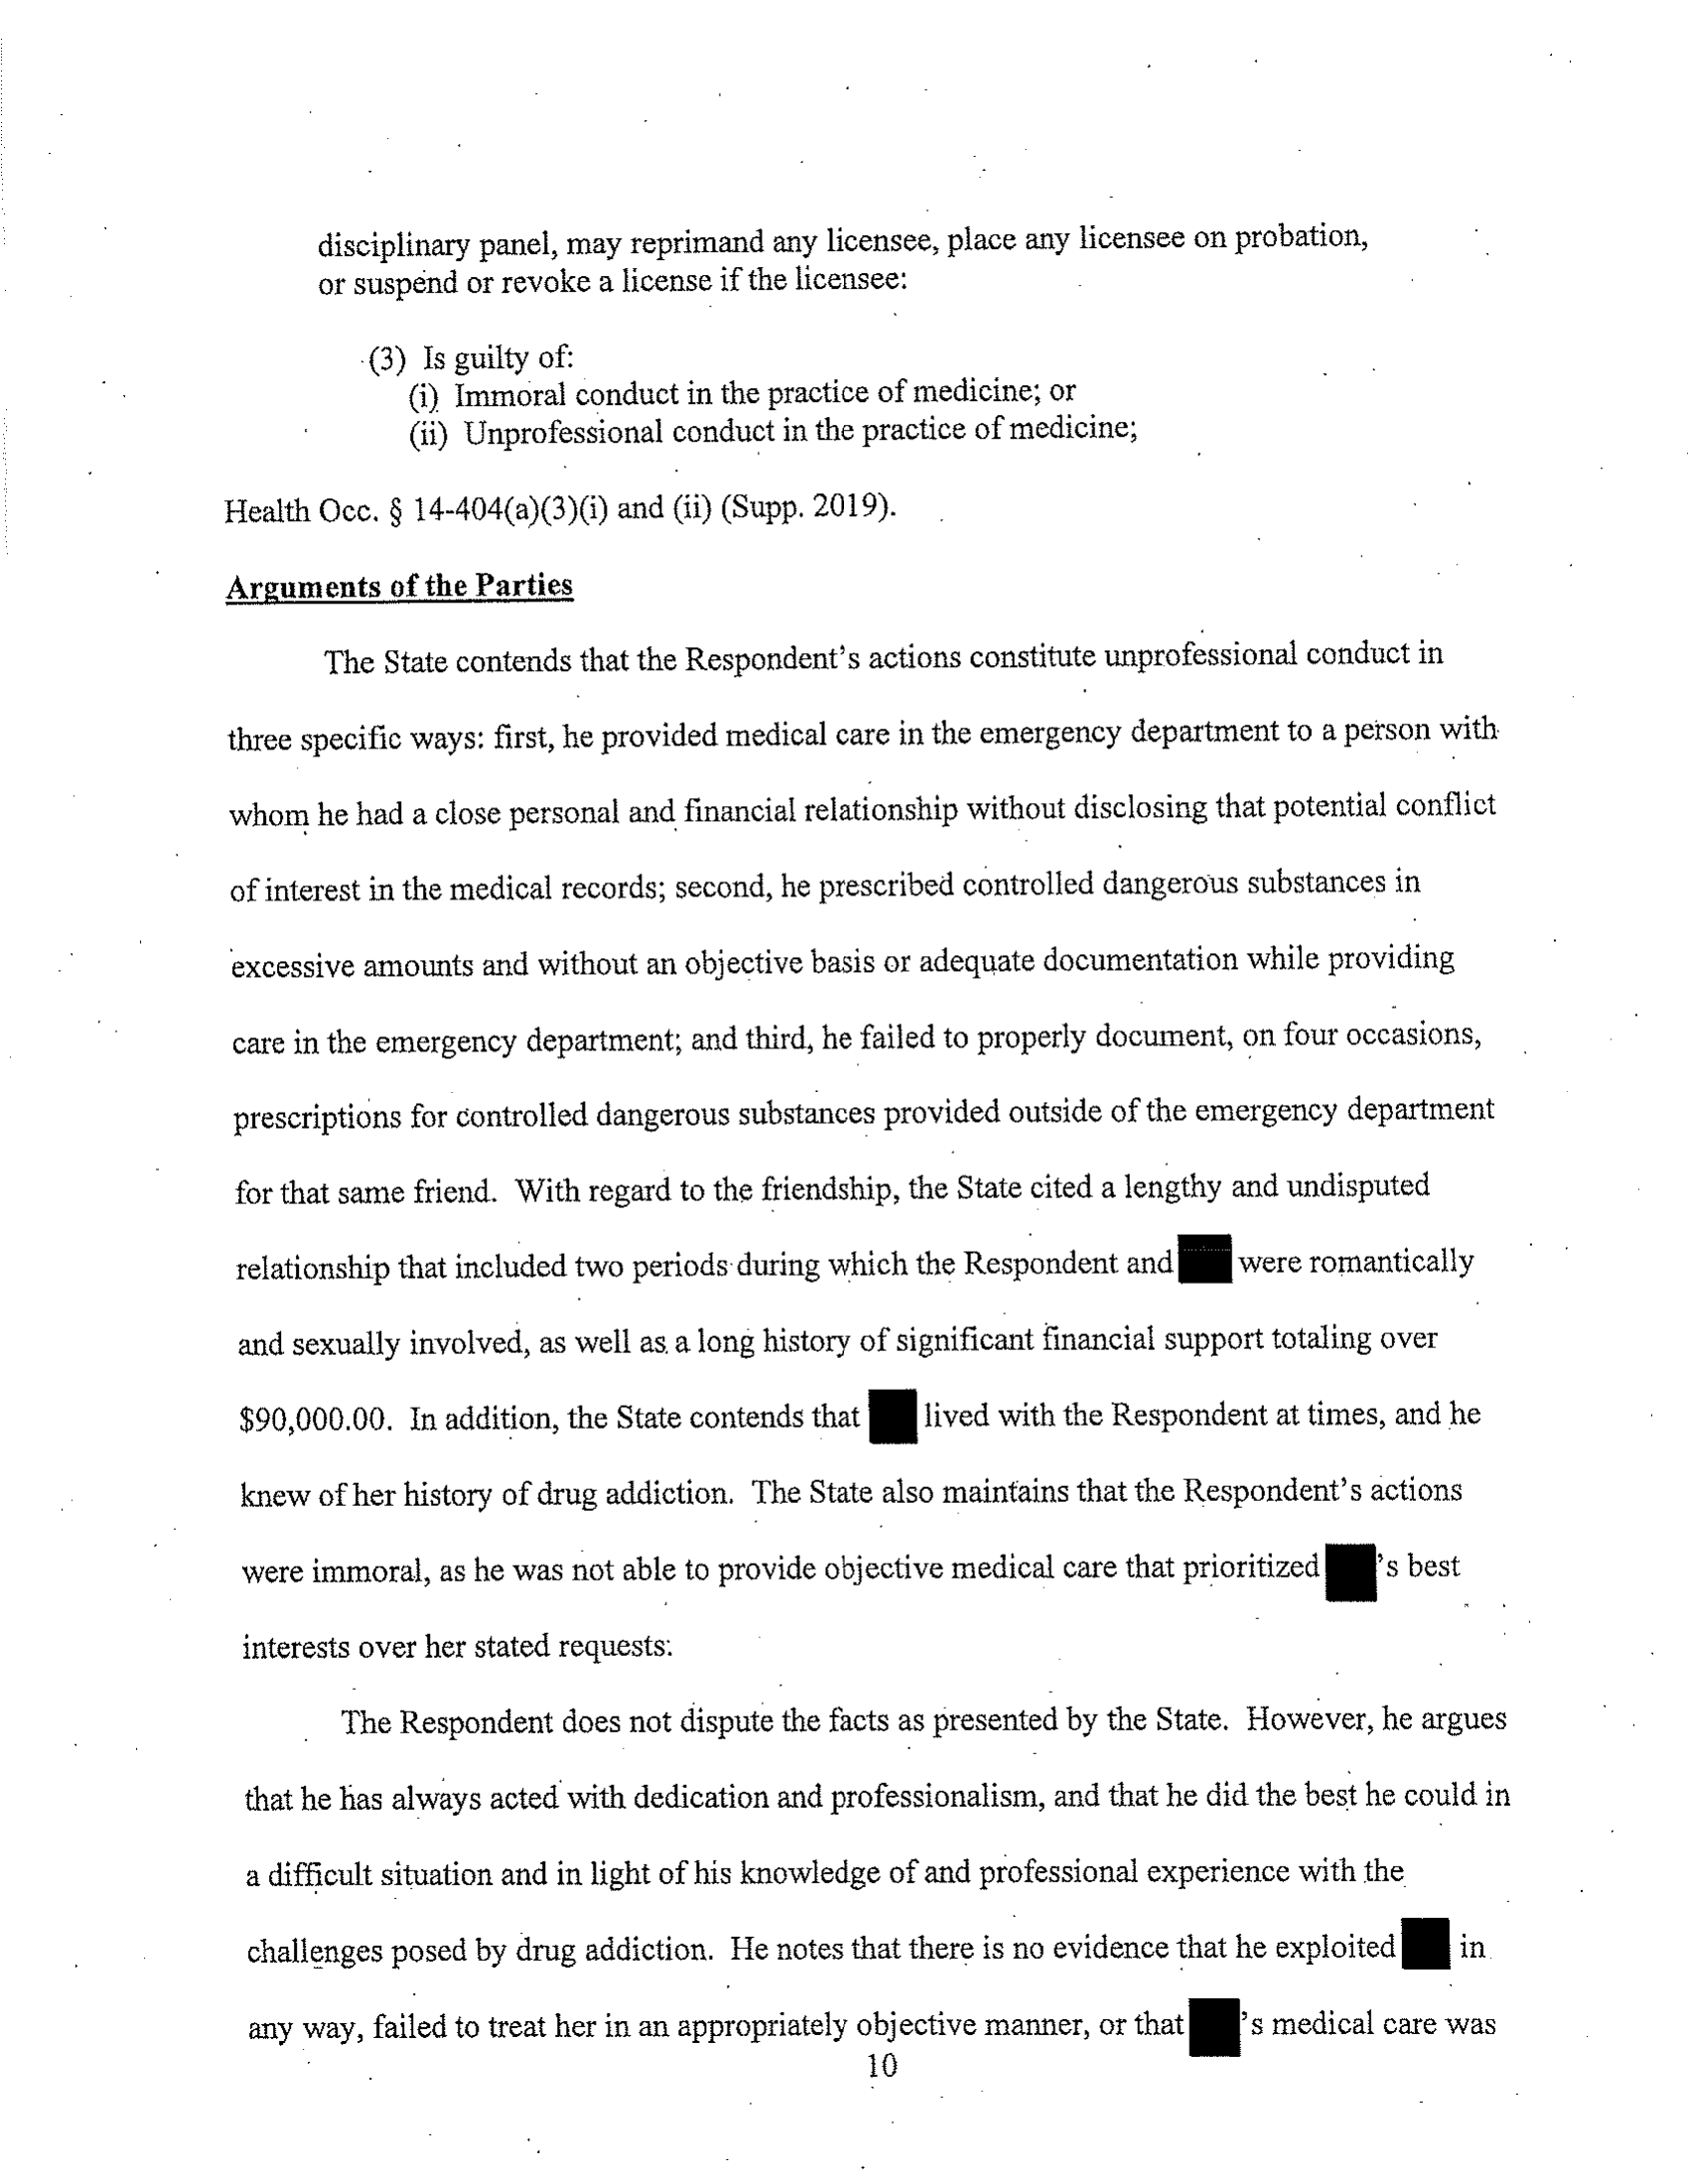 disciplinary panel, may reprimand any licensee, place any licensee on probation,
or suspend or revoke a license if the licensee:
(3) Is guilty of:
(i) Immoral conduct in the practice of medicine; or
(ii) Unprofessional conduct in the practice of medicine;
Health Occ. § 14-404(a)(3)(i) and (ii) (Supp. 2019).
Arguments of the Parties
The State contends that the Respondent's actions constitute unprofessional conduct in
three specific ways: first, he provided medical care in the emergency department to a person with
whom he had a close personal and financial relationship without disclosing that potential conflict
of interest in the medical records; second, he prescribed controlled dangerous substances in
excessive amounts and without an objective basis or adequate documentation while providing
care in the emergency department; and third, he failed to properly document, on four occasions,
prescriptions for controlled dangerous substances provided outside of the emergency department
for that same friend. With regard to the friendship, the State cited a lengthy and undisputed
relationship that included two periods during which the Respondent and were romantically
and sexually involved, as well as a long history of significant financial support totaling over
$90,000.00. In addition, the State contends that lived with the Respondent at times, and he
knew of her history of drug addiction. The State also maintains that the Respondent's actions
were immoral, as he was not able to provide objective medical care that prioritized 's best
interests over her stated requests.
The Respondent does not dispute the facts as presented by the State. However, he argues
that he has always acted with dedication and professionalism, and that he did the best he could in
a difficult situation and in light of his knowledge of and professional experience with the
challenges posed by drug addiction. He notes that there is no evidence that he exploited in
any way, failed to treat her in an appropriately objective manner, or that 's medical care was
10